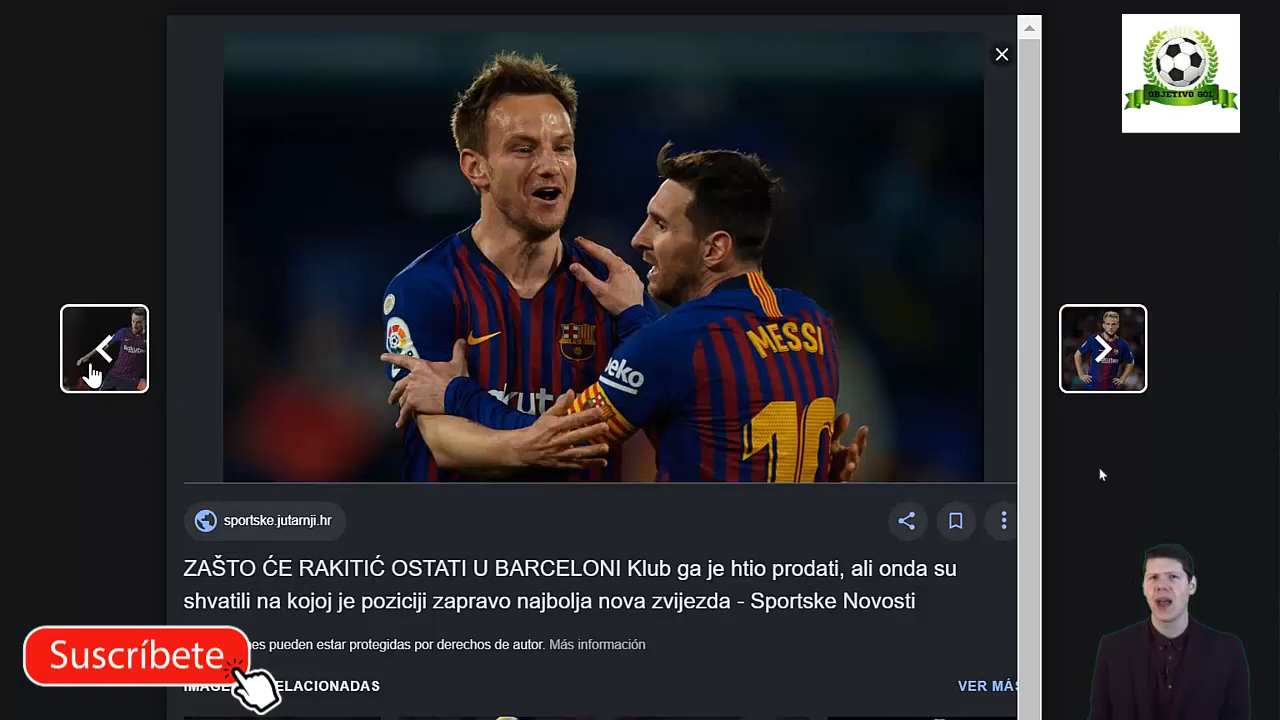 OBJETIVO GOL
MESSI
10
beko
sportske.jutarnji.hr
ZAŠTO ĆE RAKITIĆ OSTATI U BARCELONI Klub ga je htio prodati, ali onda su
shvatili na kojoj je poziciji zapravo najbolja nova zvijezda - Sportske Novosti
pueden estar protegidas por derechos de autor. Más información
Suscríbete
VER MÁS